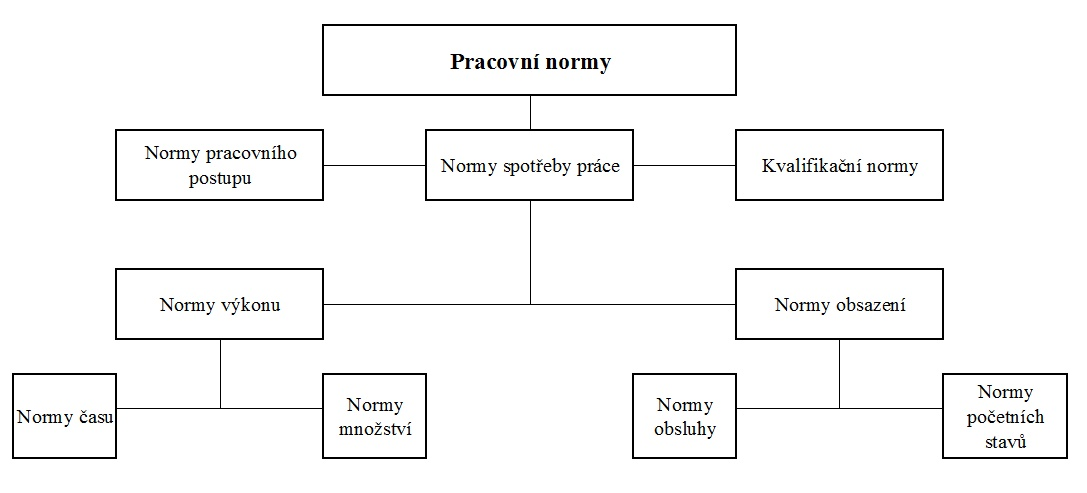 Pracovní normy
Normy pracovního
postupu
Normy spotřeby práce
Kvalifikační normy
Normy výkonu
Normy obsazení
Normy času
Normy
množství
Normy
obsluhy
Normy
početních
stavů